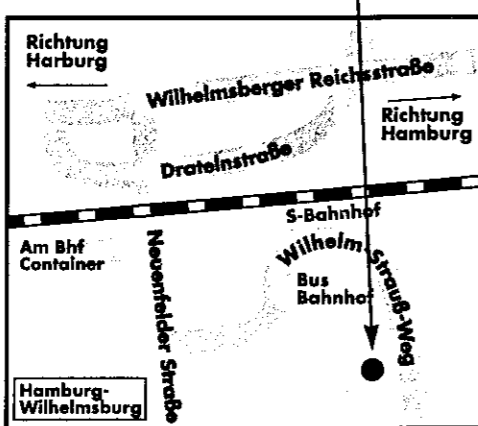 Richtung
Harburg
Wilhelmsberger Reichsstraße
Richtung
Hamburg
Dratelnstraße
S-Bahnhof
Am Bhf
Container
Neuenfelder Straße
Wilhelm-Strauß-Weg
Bus
Bahnhof
Hamburg-
Wilhelmsburg